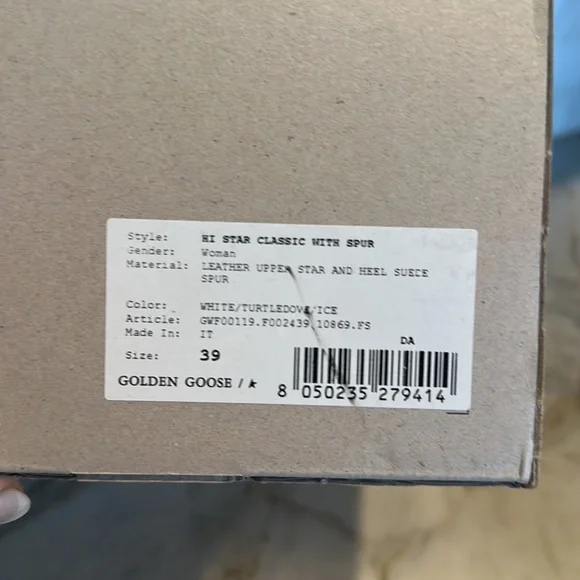 Style: HI STAR CLASSIC WITH SPUR
Gender: Woman
Material: LEATHER UPPER STAR AND HEEL SUECE
SPUR
Color: WHITE/TURTLEDOVE/ICE
Article: GWF00119.F002439.10869.FS
Made In: IT
DA
Size: 39
GOLDEN GOOSE /
8 050235 279414